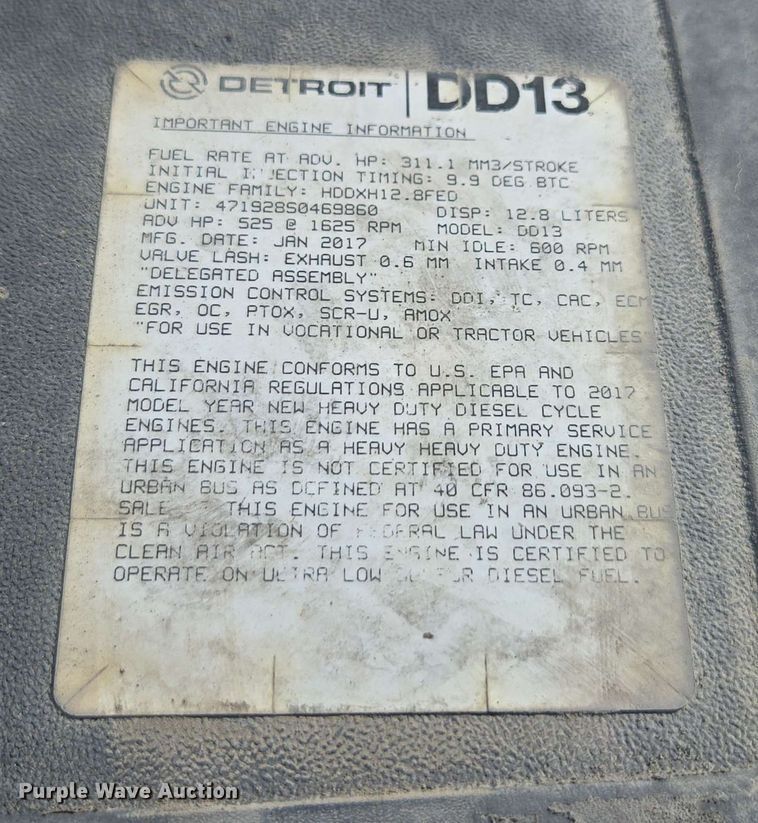 DETROIT | DD13
IMPORTANT ENGINE INFORMATION
FUEL RATE AT ADV. HP: 311.1 MM3/STROKE
INITIAL INJECTION TIMING: 9.9 DEG BTC
ENGINE FAMILY: HDDXH12.8FED
UNIT: 471928S0469860 DISP: 12.8 LITERS
ADV HP: 525 @ 1625 RPM MODEL: DD13
MFG. DATE: JAN 2017 MIN IDLE: 600 RPM
VALVE LASH: EXHAUST 0.6 MM INTAKE 0.4 MM
"DELEGATED ASSEMBLY"
EMISSION CONTROL SYSTEMS: DDI, TC, CAC, ECM
EGR, OC, PTOX, SCR-U, AMOX
"FOR USE IN VOCATIONAL OR TRACTOR VEHICLES"
THIS ENGINE CONFORMS TO U.S. EPA AND
CALIFORNIA REGULATIONS APPLICABLE TO 2017
MODEL YEAR NEW HEAVY DUTY DIESEL CYCLE
ENGINES. THIS ENGINE HAS A PRIMARY SERVICE
APPLICATION AS A HEAVY HEAVY DUTY ENGINE.
THIS ENGINE IS NOT CERTIFIED FOR USE IN AN
URBAN BUS AS DEFINED AT 40 CFR 86.093-2.
SALE THIS ENGINE FOR USE IN AN URBAN BUS
IS A VIOLATION OF FEDERAL LAW UNDER THE
CLEAN AIR ACT. THIS ENGINE IS CERTIFIED TO
OPERATE ON ULTRA LOW SULFUR DIESEL FUEL.
Purple Wave Auction